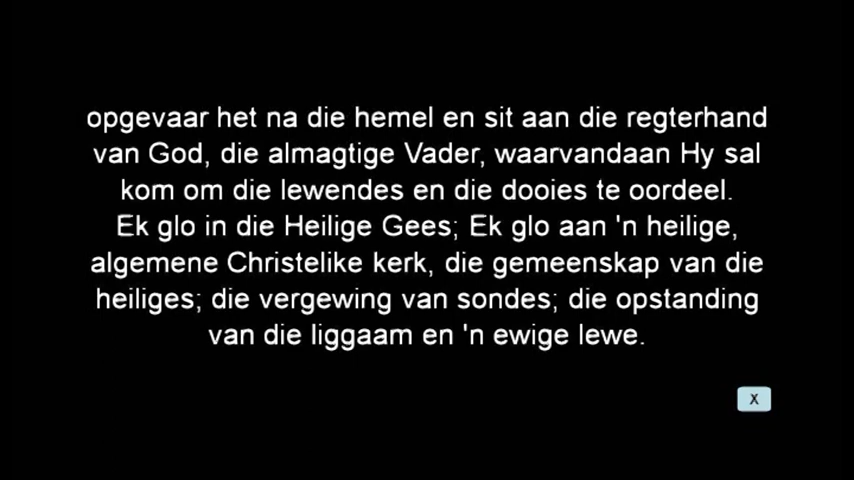 opgevaar het na die hemel en sit aan die regterhand
van God, die almagtige Vader, waarvandaan Hy sal
kom om die lewendes en die dooies te oordeel.
Ek glo in die Heilige Gees; Ek glo aan 'n heilige,
algemene Christelike kerk, die gemeenskap van die
heiliges; die vergewing van sondes; die opstanding
van die liggaam en 'n ewige lewe.
X